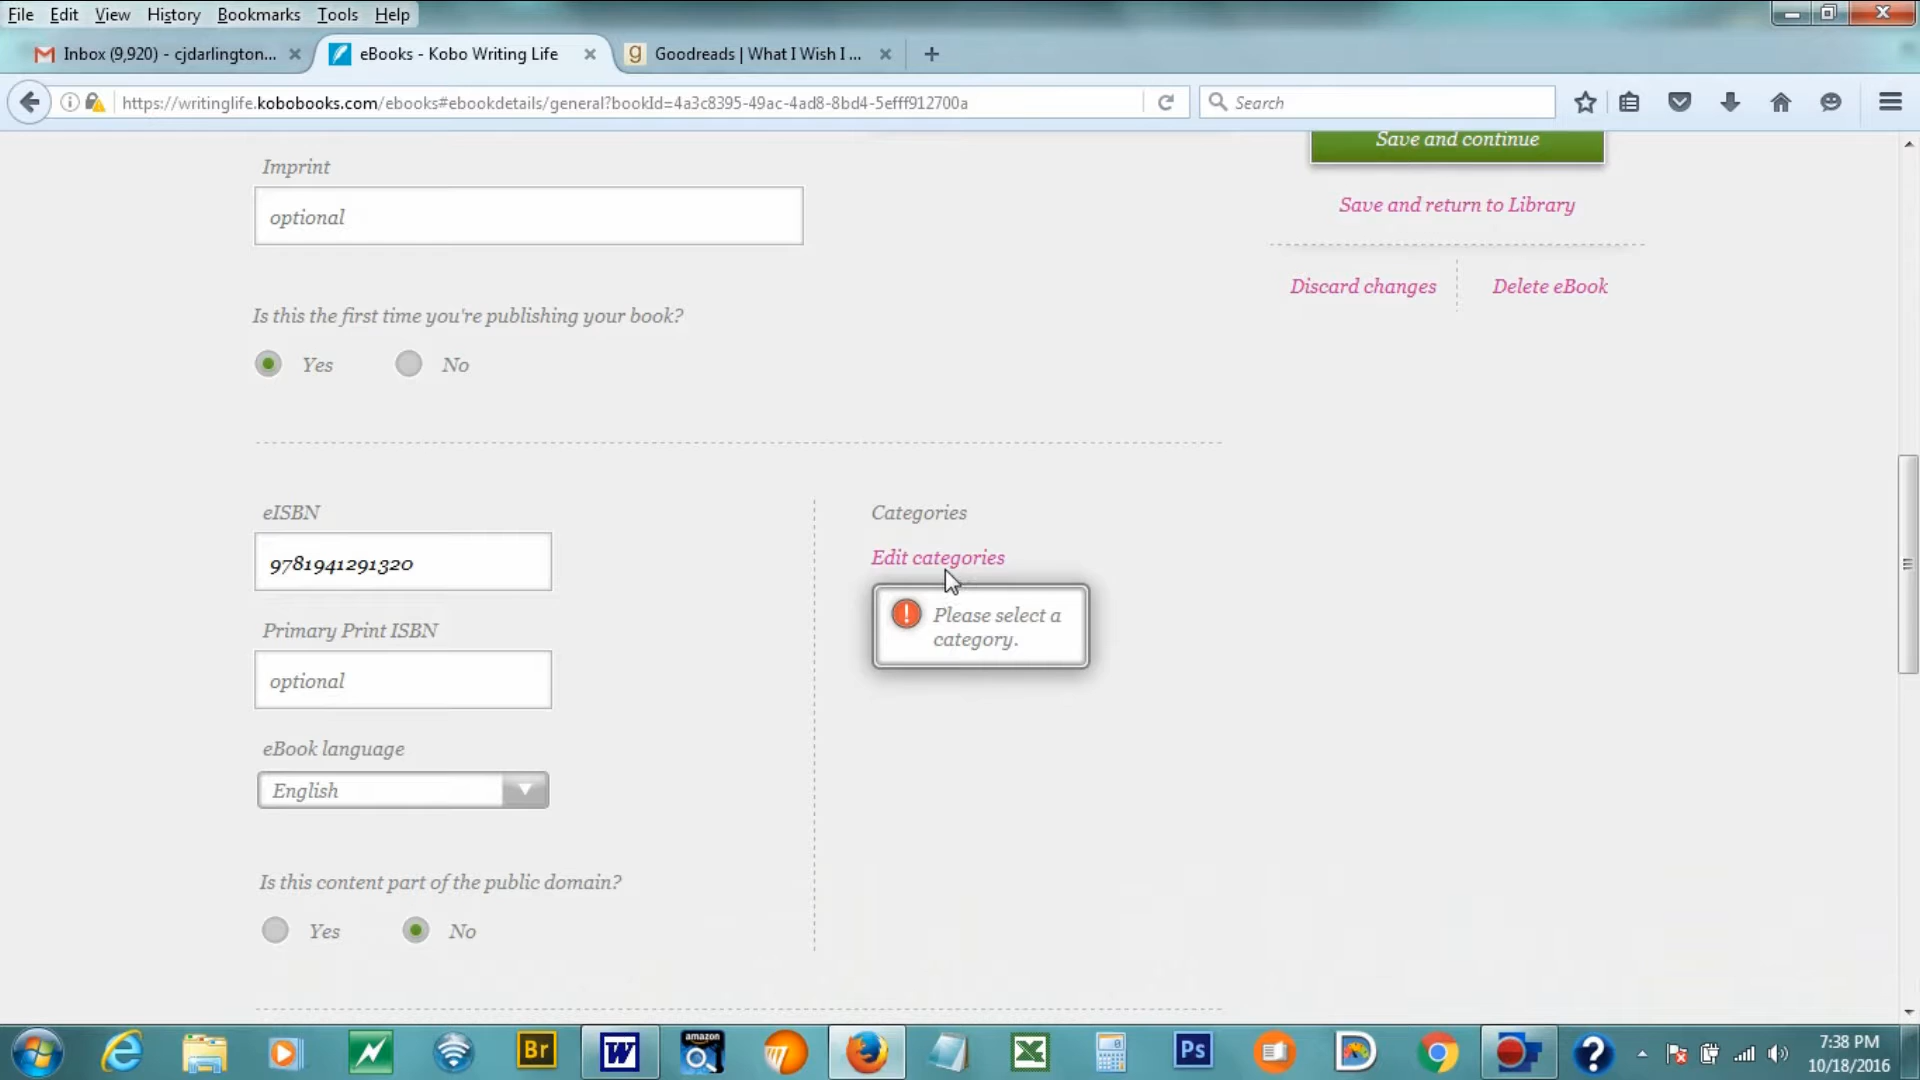 File Edit View History Bookmarks Tools Help
Inbox (9,920) - cjdarlington... eBooks - Kobo Writing Life Goodreads | What I Wish I ...
https://writinglife.kobobooks.com/ebooks#ebookdetails/general?bookId=4a3c8395-49ac-4ad8-8bd4-5efff912700a Search
Save and continue
Imprint
optional
Save and return to Library
Discard changes Delete eBook
Is this the first time you're publishing your book?
Yes No
eISBN
9781941291320
Categories
Edit categories
Please select a
category.
Primary Print ISBN
optional
eBook language
English
Is this content part of the public domain?
Yes No
Br W amazon Ps
7:38 PM
10/18/2016